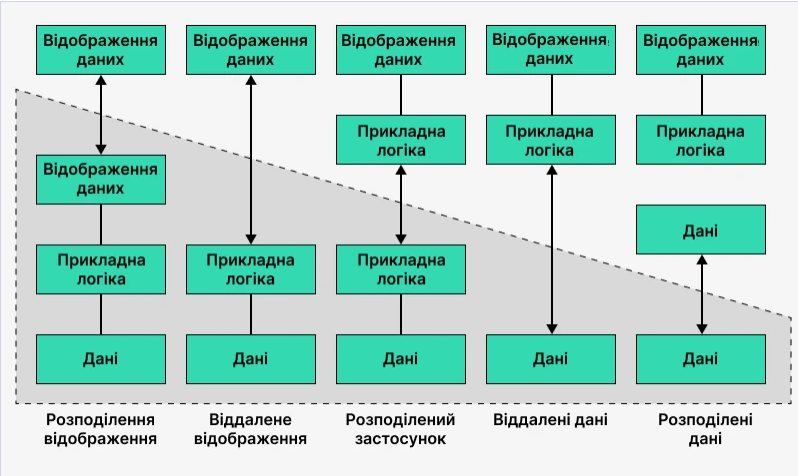 Відображення
даних
Відображення
даних
Відображення
даних
Відображення
даних
Відображення
даних
Прикладна
логіка
Прикладна
логіка
Прикладна
логіка
Відображення
даних
Дані
Прикладна
логіка
Прикладна
логіка
Прикладна
логіка
Дані
Дані
Дані
Дані
Дані
Розподілення
відображення
Віддалене
відображення
Розподілений
застосунок
Віддалені дані
Розподілені
дані